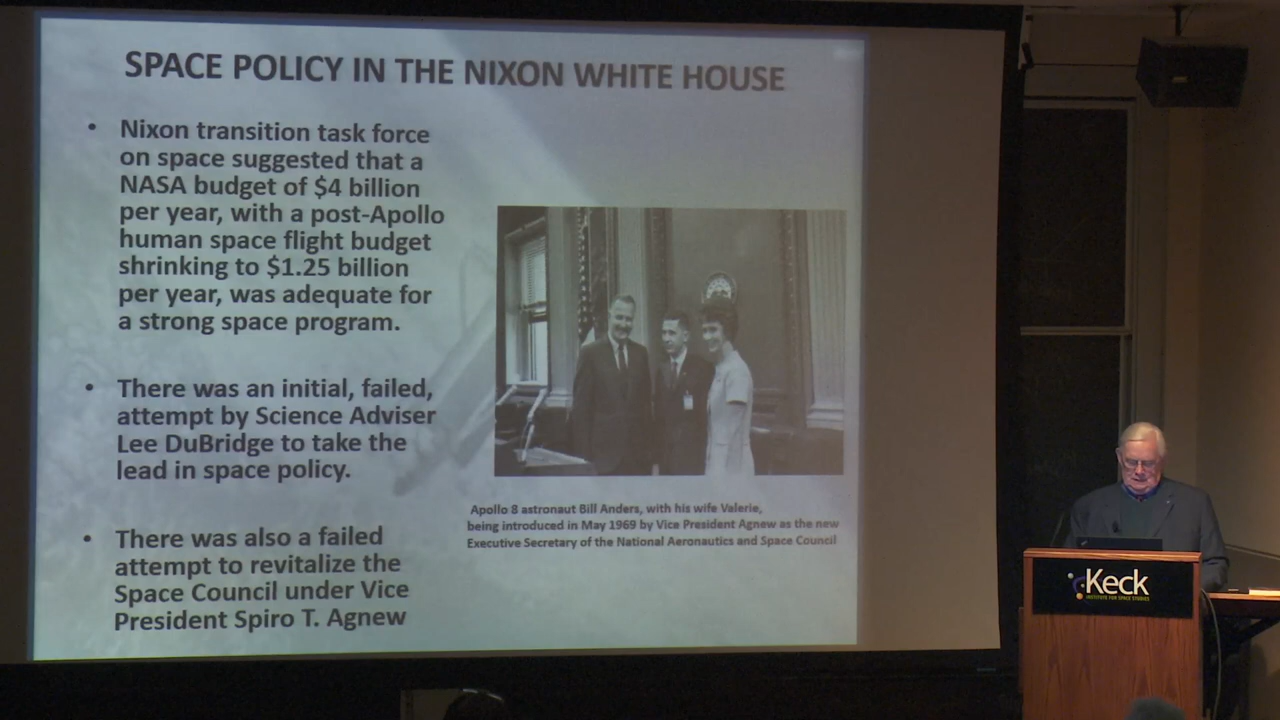 SPACE POLICY IN THE NIXON WHITE HOUSE
• Nixon transition task force
on space suggested that a
NASA budget of $4 billion
per year, with a post-Apollo
human space flight budget
shrinking to $1.25 billion
per year, was adequate for
a strong space program.
• There was an initial, failed,
attempt by Science Adviser
Lee DuBridge to take the
lead in space policy.
• There was also a failed
attempt to revitalize the
Space Council under Vice
President Spiro T. Agnew
Apollo 8 astronaut Bill Anders, with his wife Valerie,
being introduced in May 1969 by Vice President Agnew as the new
Executive Secretary of the National Aeronautics and Space Council
Keck
INSTITUTE FOR SPACE STUDIES